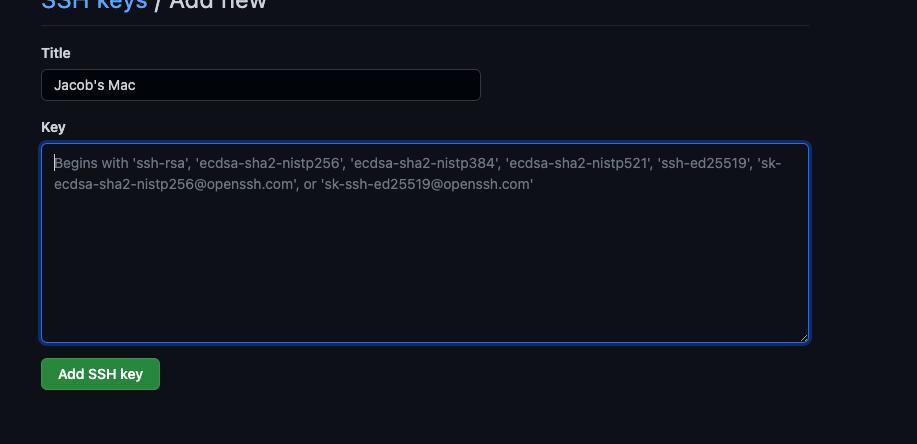 SSH keys / Add new
Title
Jacob's Mac
Key
Begins with 'ssh-rsa', 'ecdsa-sha2-nistp256', 'ecdsa-sha2-nistp384', 'ecdsa-sha2-nistp521', 'ssh-ed25519', 'sk-
ecdsa-sha2-nistp256@openssh.com', or 'sk-ssh-ed25519@openssh.com'
Add SSH key